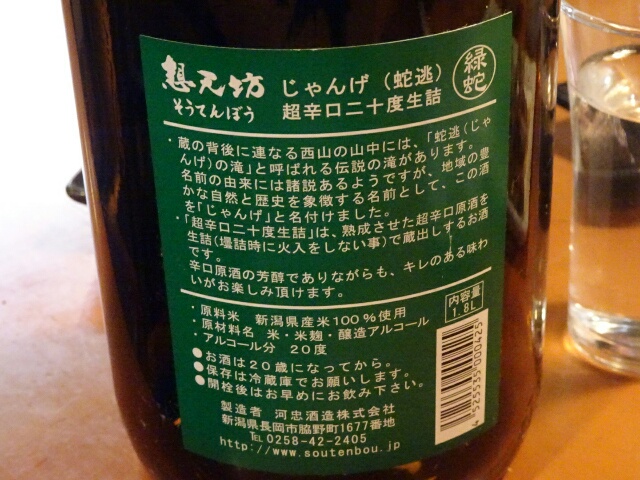 想天坊 じゃんげ（蛇逃） 緑蛇
そうてんぼう 超辛口二十度生詰
・蔵の背後に連なる西山の山中には、「蛇逃（じゃ
んげ）の滝」と呼ばれる伝説の滝があります。
名前の由来には諸説あるようですが、地域の豊
かな自然と歴史を象徴する名前として、この酒
を「じゃんげ」と名付けました。
・「超辛口二十度生詰」は、熟成させた超辛口原酒を
生詰（壜詰時に火入をしない事）で蔵出しするお酒
です。
辛口原酒の芳醇でありながらも、キレのある味わ
いがお楽しみ頂けます。
・原料米 新潟県産米100%使用
・原材料名 米・米麹・醸造アルコール
・アルコール分 20度
●お酒は20歳になってから。
●保存は冷蔵庫でお願いします。
●開栓後はお早めにお飲み下さい。
製造者 河忠酒造株式会社
新潟県長岡市脇野町1677番地
TEL 0258-42-2405
http://www.soutenbou.jp
内容量
1.8L
4525535000425